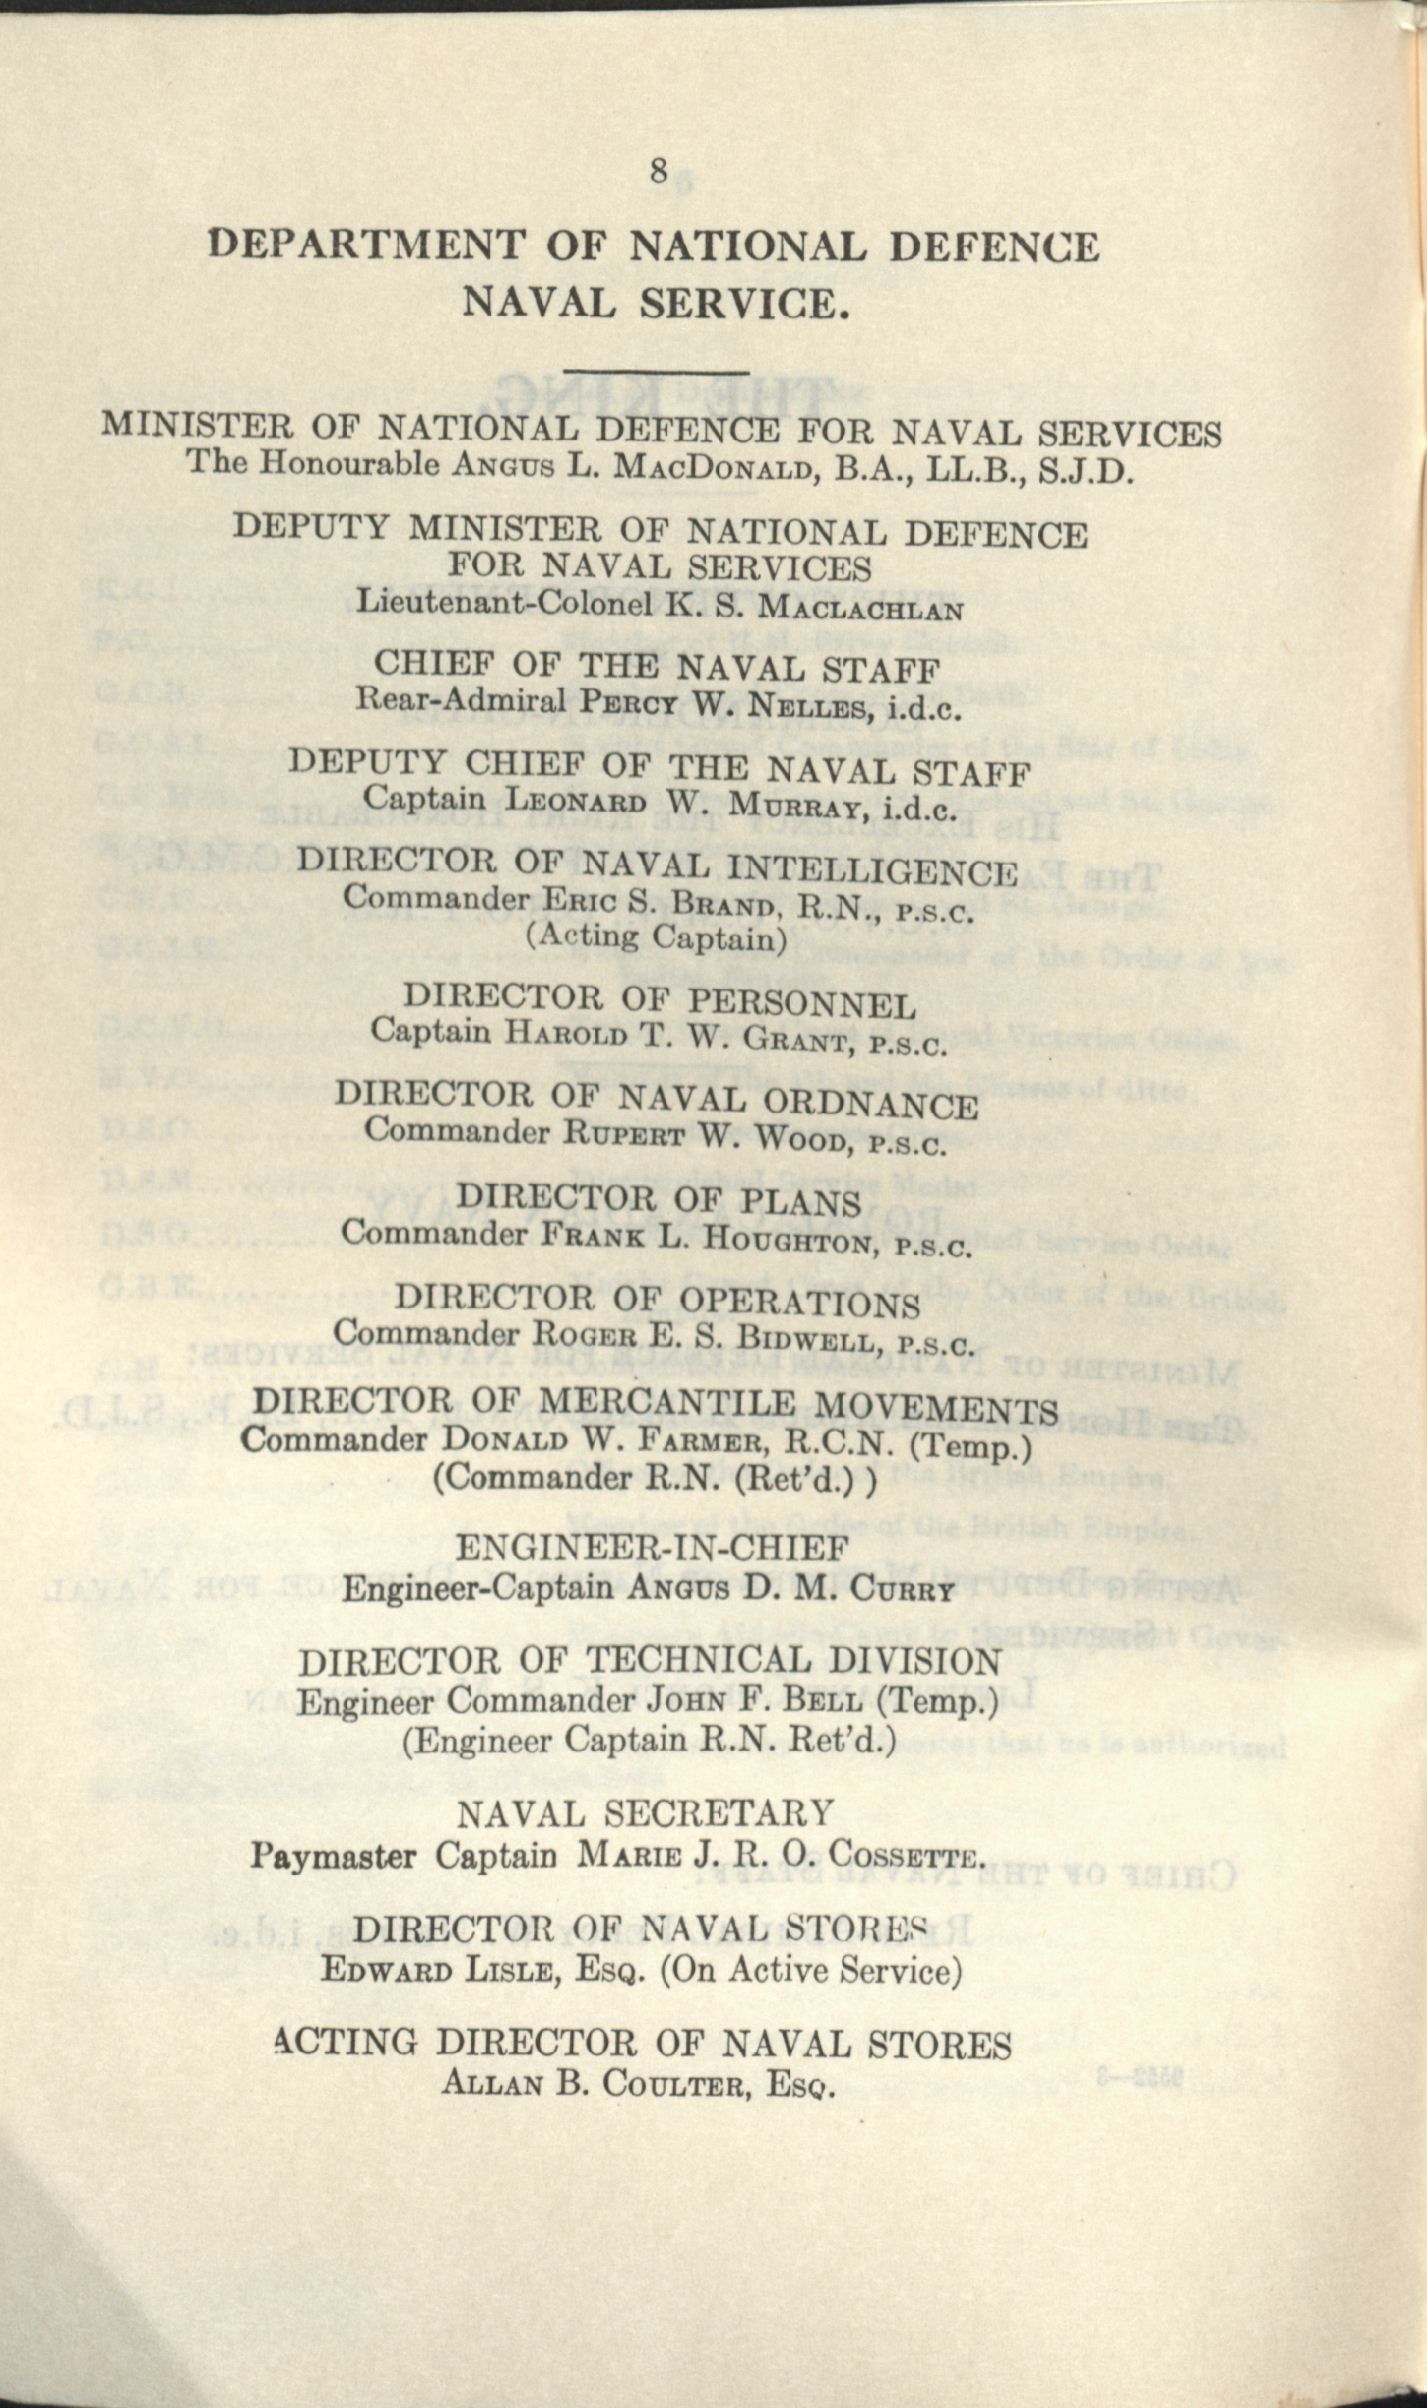 8
DEPARTMENT OF NATIONAL DEFENCE
NAVAL SERVICE.
MINISTER OF NATIONAL DEFENCE FOR NAVAL SERVICES
The Honourable ANGUS L. MACDONALD, B.A., LL.B., S.J.D.
DEPUTY MINISTER OF NATIONAL DEFENCE
FOR NAVAL SERVICES
Lieutenant-Colonel K. S. MACLACHLAN
CHIEF OF THE NAVAL STAFF
Rear-Admiral PERCY W. NELLES, i.d.c.
DEPUTY CHIEF OF THE NAVAL STAFF
Captain LEONARD W. MURRAY, i.d.c.
DIRECTOR OF NAVAL INTELLIGENCE
Commander ERIC S. BRAND, R.N., P.S.C.
(Acting Captain)
DIRECTOR OF PERSONNEL
Captain HAROLD T. W. GRANT, P.S.C.
DIRECTOR OF NAVAL ORDNANCE
Commander RUPERT W. WOOD, P.S.C.
DIRECTOR OF PLANS
Commander FRANK L. HOUGHTON, P.S.C.
DIRECTOR OF OPERATIONS
Commander ROGER E. S. BIDWELL, P.S.C.
DIRECTOR OF MERCANTILE MOVEMENTS
Commander DONALD W. FARMER, R.C.N. (Temp.)
(Commander R.N. (Ret'd.) )
ENGINEER-IN-CHIEF
Engineer-Captain ANGUS D. M. CURRY
DIRECTOR OF TECHNICAL DIVISION
Engineer Commander JOHN F. BELL (Temp.)
(Engineer Captain R.N. Ret'd.)
NAVAL SECRETARY
Paymaster Captain MARIE J. R. O. COSSETTE.
DIRECTOR OF NAVAL STORES
EDWARD LISLE, ESQ. (On Active Service)
ACTING DIRECTOR OF NAVAL STORES
ALLAN B. COULTER, ESQ.